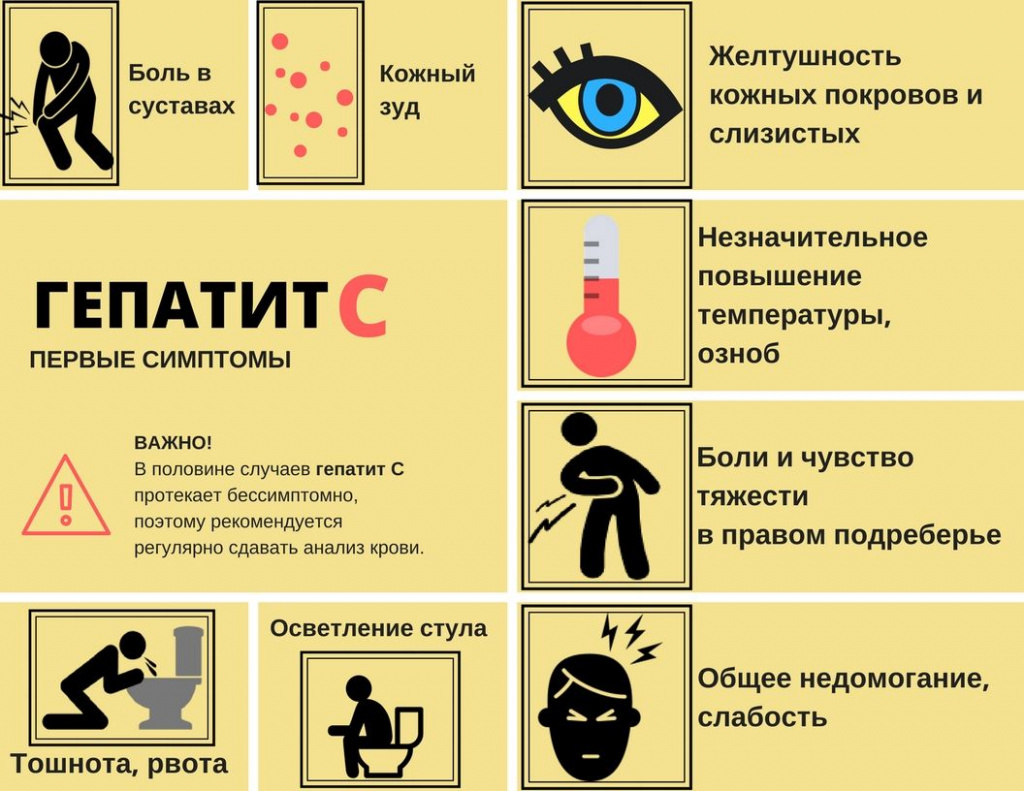 Боль в
суставах
Кожный
зуд
Желтушность
кожных покровов и
слизистых
ГЕПАТИТ С
ПЕРВЫЕ СИМПТОМЫ
ВАЖНО!
В половине случаев гепатит С
протекает бессимптомно,
поэтому рекомендуется
регулярно сдавать анализ крови.
Незначительное
повышение
температуры,
озноб
Боли и чувство
тяжести
в правом подреберье
Тошнота, рвота
Осветление стула
Общее недомогание,
слабость